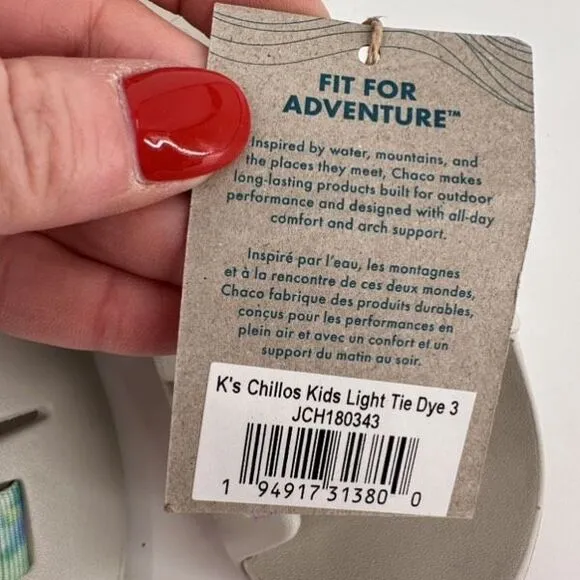 FIT FOR
ADVENTURE™
Inspired by water, mountains, and
the places they meet, Chaco makes
long-lasting products built for outdoor
performance and designed with all-day
comfort and arch support.
Inspiré par l'eau, les montagnes
et à la rencontre de ces deux mondes,
Chaco fabrique des produits durables,
conçus pour les performances en
plein air et avec un confort et un
support du matin au soir.
K's Chillos Kids Light Tie Dye 3
JCH180343
1 94917 31380 0